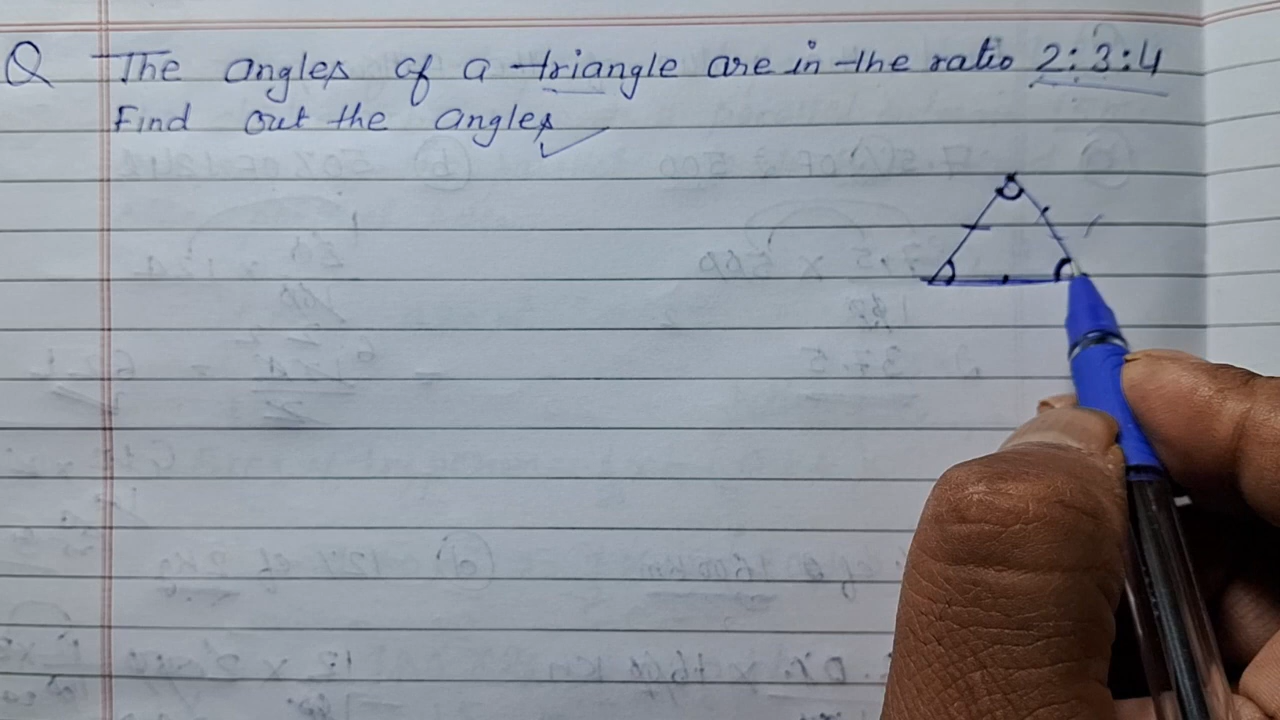 Q The angles of a triangle are in the ratio 2:3:4
Find out the angles